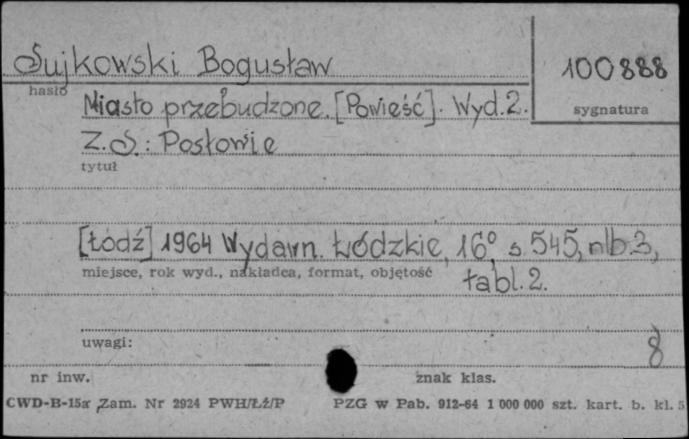 Sujkowski Bogusław
100888
hasło
sygnatura
Miasto przebudzone. [Powieść]. Wyd. 2.
Z. S.: Posłowie
tytuł
[Łódź] 1964 Wydawn. Łódzkie, 16°, s. 545, nlb. 3,
miejsce, rok wyd., nakładca, format, objętość
tabl. 2.
uwagi:
8
nr inw.
znak klas.
CWD-B-15a Zam. Nr 2924 PWH/ŁŻ/P
PZG w Pab. 912-64 1 000 000 szt. kart. b. kl. 5